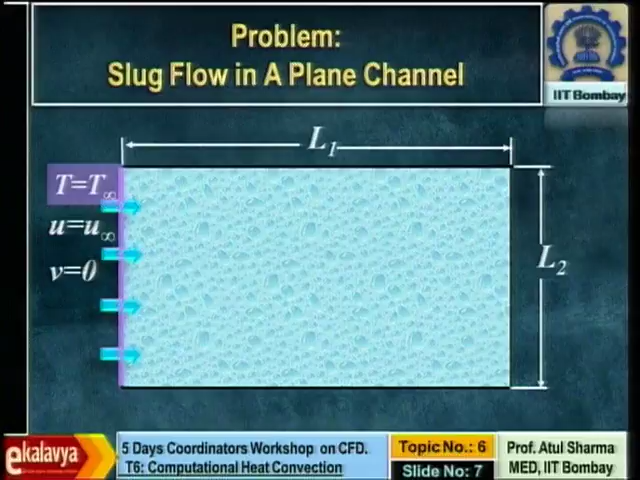 Problem:
Slug Flow in A Plane Channel
IIT Bombay
L1
T=T∞
u=u∞
v=0
L2
ekalavya
5 Days Coordinators Workshop on CFD.
T6: Computational Heat Convection
Topic No.: 6
Slide No: 7
Prof. Atul Sharma
MED, IIT Bombay